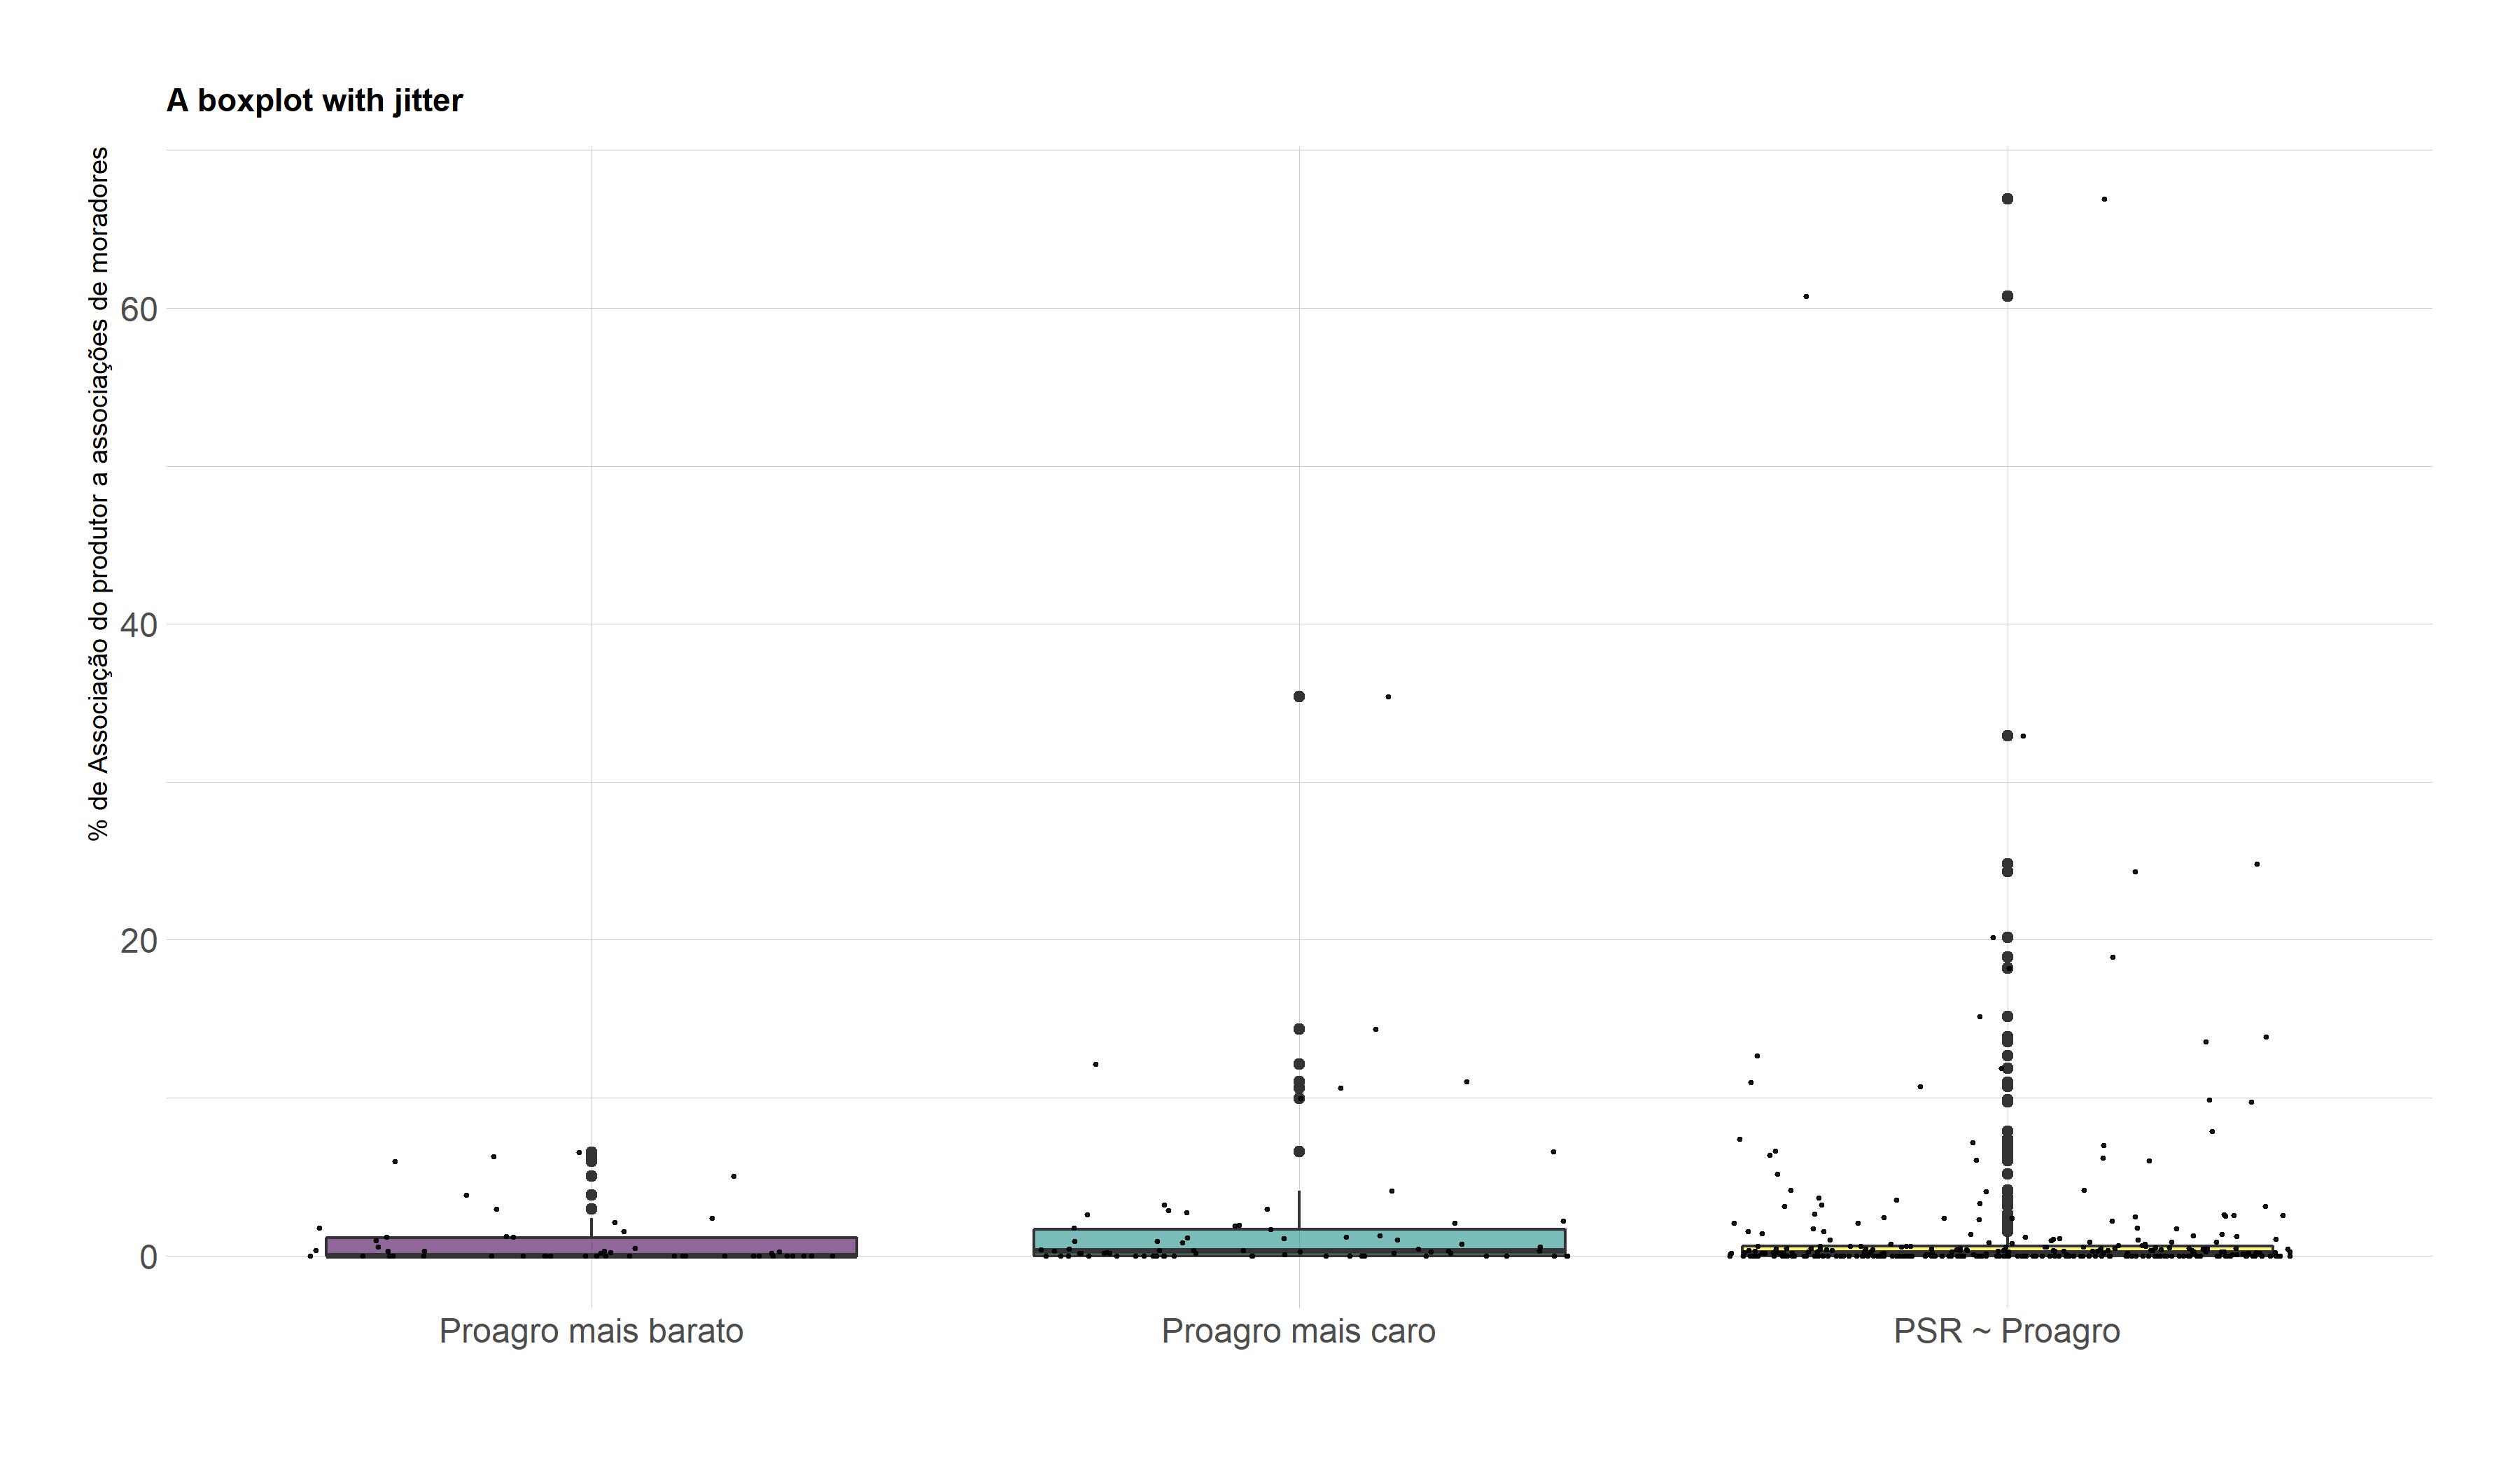 A boxplot with jitter
% de Associação do produtor a associações de moradores
60
40
20
0
Proagro mais barato
Proagro mais caro
PSR ~ Proagro